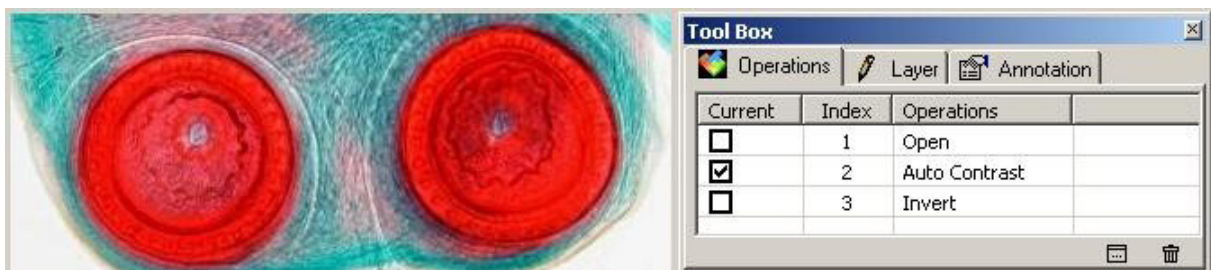 Tool Box
Operations Layer Annotation
Current Index Operations
1 Open
2 Auto Contrast
3 Invert